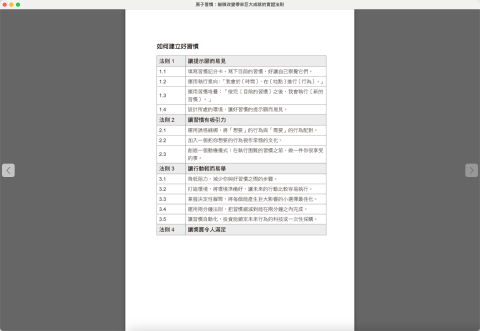 原子習慣：細微改變帶來巨大成就的實證法則
如何建立好習慣
法則 1 讓提示顯而易見
1.1 填寫習慣記分卡。寫下目前的習慣，好讓自己察覺它們。
1.2 運用執行意向：「我會於［時間］，在［地點］進行［行為］。」
1.3 運用習慣堆疊：「做完［目前的習慣］之後，我會執行［新的
習慣］。」
1.4 設計所處的環境，讓好習慣的提示顯而易見。
法則 2 讓習慣有吸引力
2.1 運用誘惑綑綁，將「想要」的行為與「需要」的行為配對。
2.2 加入一個把你想要的行為視作常態的文化。
2.3 創造一個動機儀式：在執行困難的習慣之前，做一件你很享受
的事。
法則 3 讓行動輕而易舉
3.1 降低阻力，減少你與好習慣之間的步驟。
3.2 打造環境，將環境準備好，讓未來的行動比較容易執行。
3.3 掌握決定性瞬間，將每個能產生巨大影響的小選擇最佳化。
3.4 運用兩分鐘法則，把習慣縮減到能在兩分鐘之內完成。
3.5 讓習慣自動化，投資能鎖定未來行為的科技或一次性採購。
法則 4 讓獎賞令人滿足